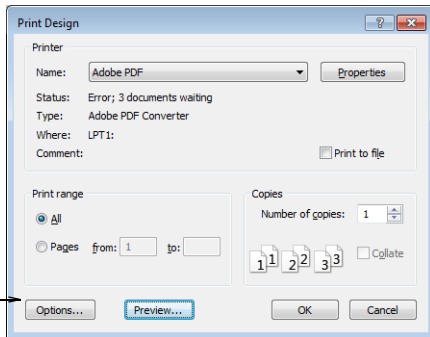 Print Design
Printer
Name: Adobe PDF Properties
Status: Error; 3 documents waiting
Type: Adobe PDF Converter
Where: LPT1:
Comment: Print to file
Print range Copies
All Number of copies: 1
Pages from: 1 to:
1 1 2 2 3 3 Collate
Options... Preview... OK Cancel